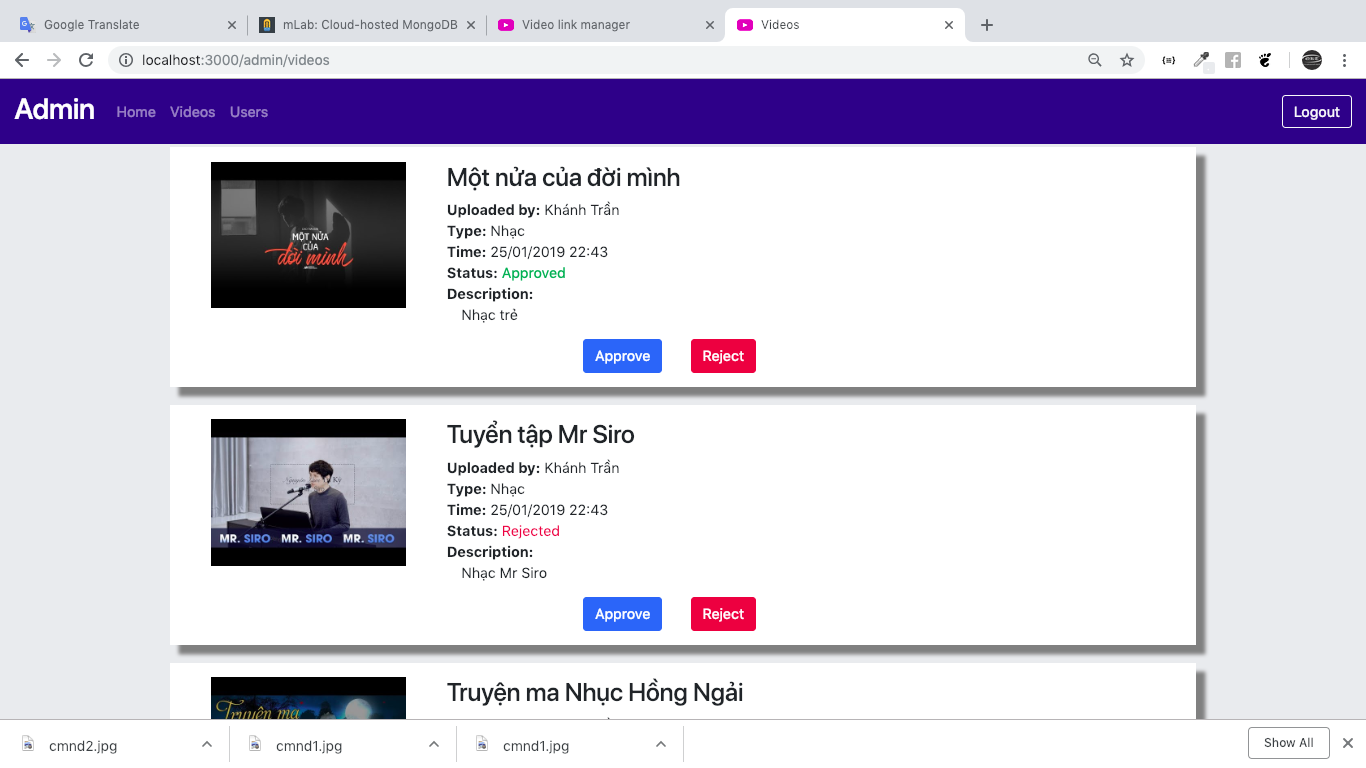 Google Translate
mLab: Cloud-hosted MongoDB
Video link manager
Videos
localhost:3000/admin/videos
Admin
Home
Videos
Users
Logout
MỘT NỬA
CỦA
đời mình
Một nửa của đời mình
Uploaded by: Khánh Trần
Type: Nhạc
Time: 25/01/2019 22:43
Status: Approved
Description:
Nhạc trẻ
Approve
Reject
MR. SIRO MR. SIRO MR. SIRO
Tuyển tập Mr Siro
Uploaded by: Khánh Trần
Type: Nhạc
Time: 25/01/2019 22:43
Status: Rejected
Description:
Nhạc Mr Siro
Approve
Reject
Truyện ma
Truyện ma Nhục Hồng Ngải
cmnd2.jpg
cmnd1.jpg
cmnd1.jpg
Show All